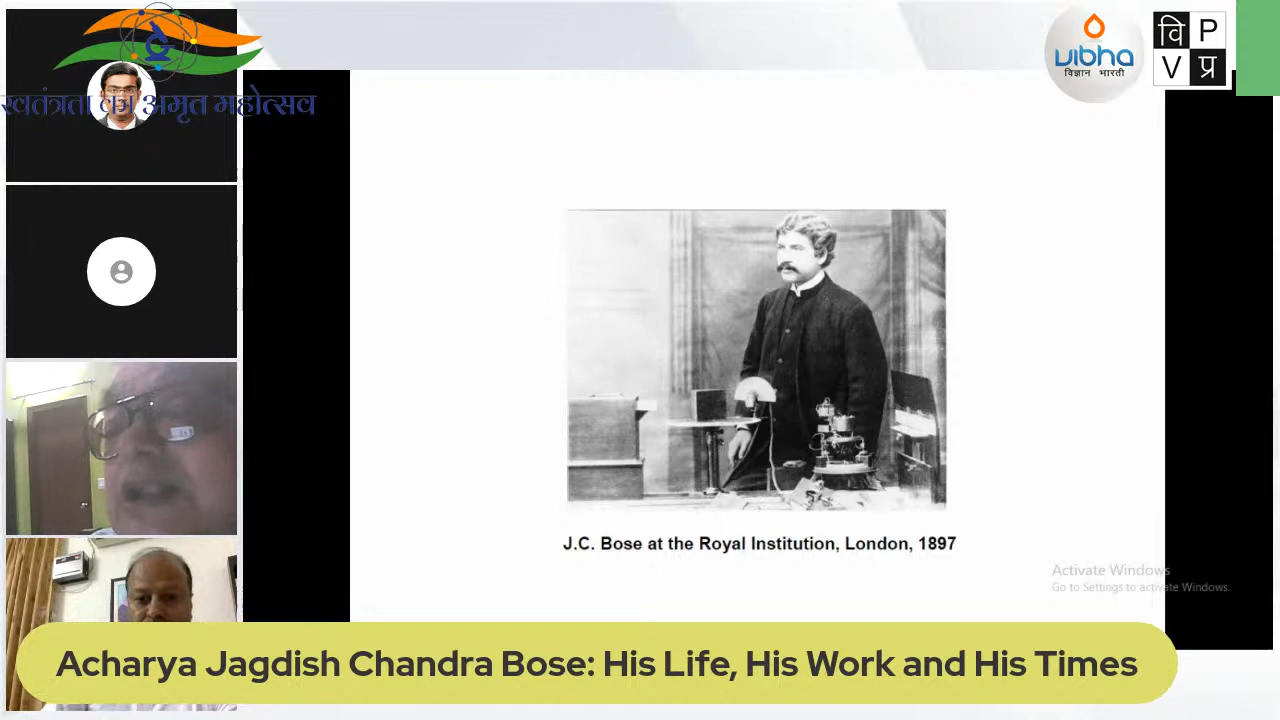 स्वतंत्रता का अमृत महोत्सव
vibha
विज्ञान भारती
वि P
V प्र
J.C. Bose at the Royal Institution, London, 1897
Activate Windows
Go to Settings to activate Windows.
Acharya Jagdish Chandra Bose: His Life, His Work and His Times